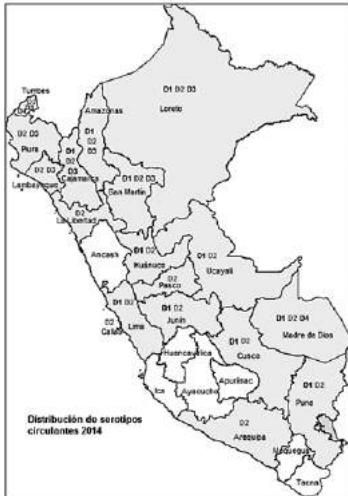 D1 D2 D3
Loreto
Tumbes
Amazonas
D1
D2
D3
D2 D3
Piura
D1
D2
D3
Cajamarca
D2 D3
Lambayeque
D1 D2 D3
San Martin
D2
La Libertad
Ancash
D1 D2
Huánuco
D1 D2
Ucayali
D2
Pasco
D1 D2
Lima
D2
Callao
D1 D2
Junín
D1 D2 D4
Madre de Dios
Huancavelica
D1 D2
Cusco
Ica
Ayacucho
Apurímac
D1 D2
Puno
D2
Arequipa
Moquegua
Tacna
Distribución de serotipos
circulantes 2014